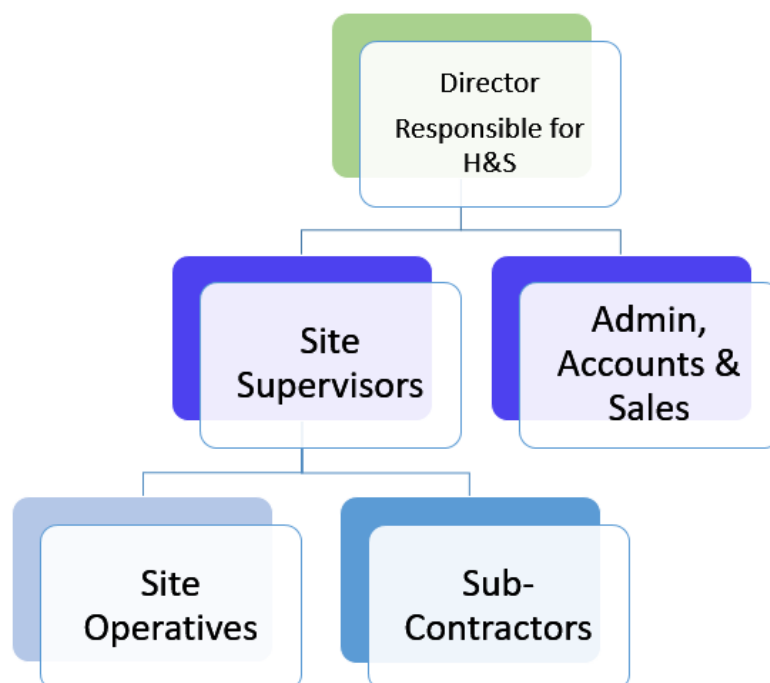 Director
Responsible for
H&S
Site
Supervisors
Admin,
Accounts &
Sales
Site
Operatives
Sub-
Contractors